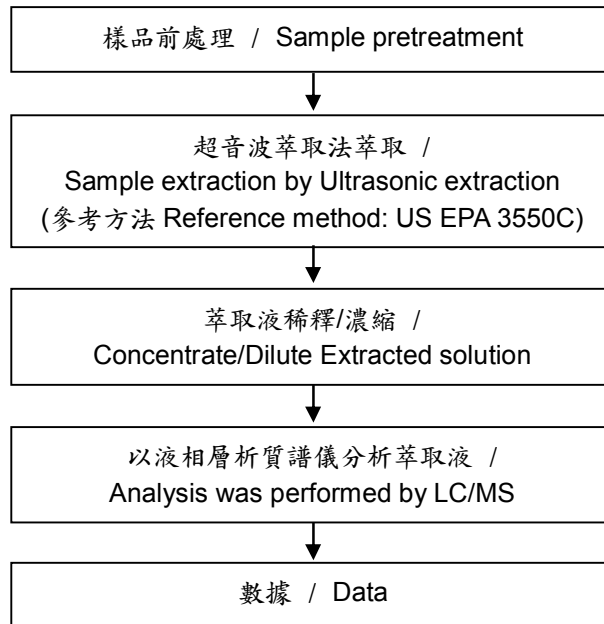 樣品前處理 / Sample pretreatment
超音波萃取法萃取 /
Sample extraction by Ultrasonic extraction
(參考方法 Reference method: US EPA 3550C)
萃取液稀釋/濃縮 /
Concentrate/Dilute Extracted solution
以液相層析質譜儀分析萃取液 /
Analysis was performed by LC/MS
數據 / Data